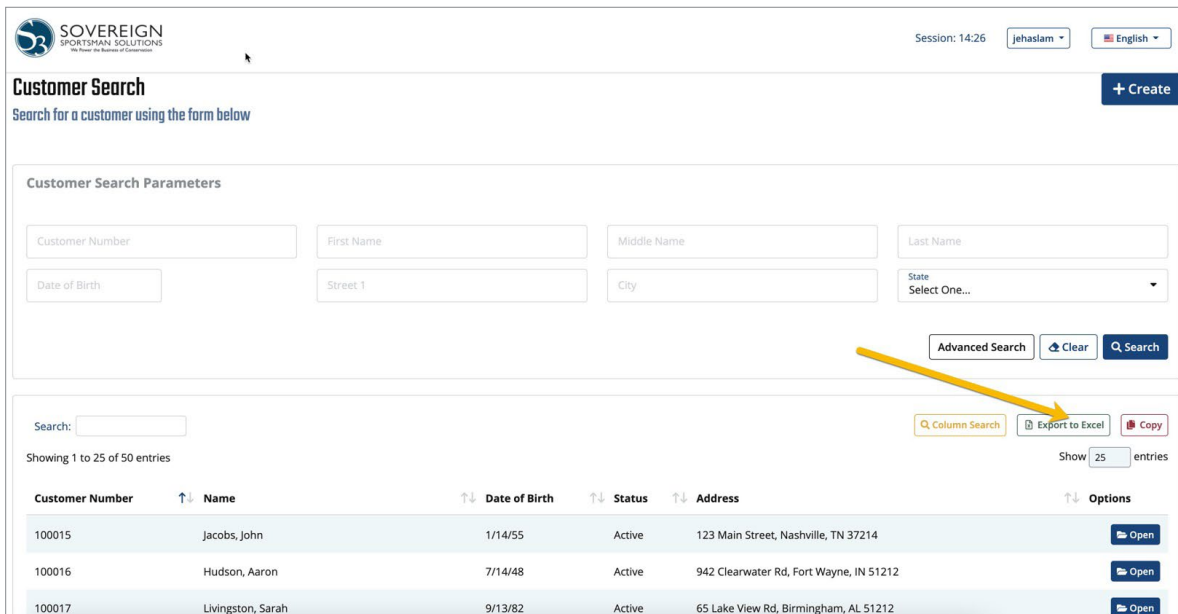 S3
SOVEREIGN
SPORTSMAN SOLUTIONS
We Power the Business of Conservation
Session: 14:26
jehaslam
English
Customer Search
+ Create
Search for a customer using the form below
Customer Search Parameters
Customer Number
First Name
Middle Name
Last Name
Date of Birth
Street 1
City
State
Select One...
Advanced Search
Clear
Search
Search:
Column Search
Export to Excel
Copy
Showing 1 to 25 of 50 entries
Show 25 entries
Customer Number Name Date of Birth Status Address Options
100015 Jacobs, John 1/14/55 Active 123 Main Street, Nashville, TN 37214 Open
100016 Hudson, Aaron 7/14/48 Active 942 Clearwater Rd, Fort Wayne, IN 51212 Open
100017 Livingston, Sarah 9/13/82 Active 65 Lake View Rd, Birmingham, AL 51212 Open